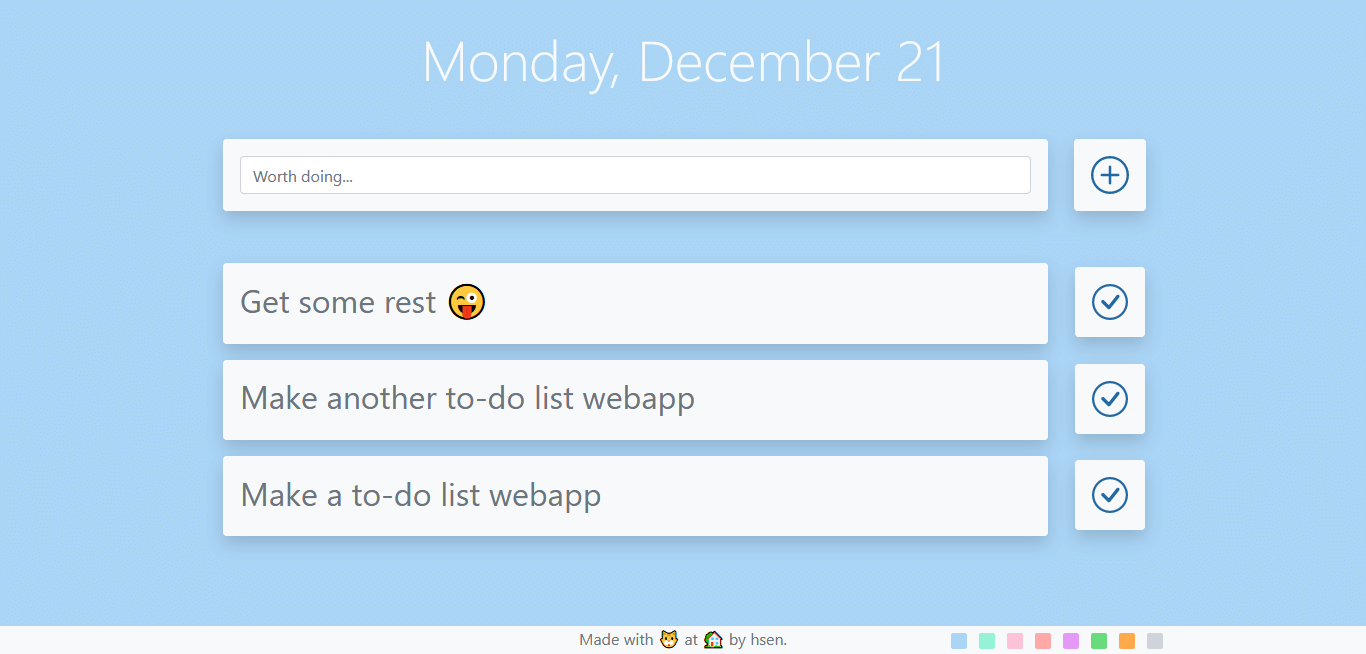 Monday, December 21
Worth doing...
Get some rest 😜
Make another to-do list webapp
Make a to-do list webapp
Made with 🐱 at 🏡 by hsen.